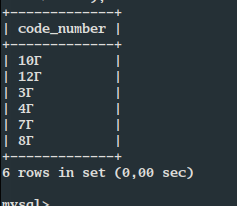 +-------------+
| code_number |
+-------------+
| 10Г |
| 12Г |
| 3Г |
| 4Г |
| 7Г |
| 8Г |
+-------------+
6 rows in set (0,00 sec)
mysql>